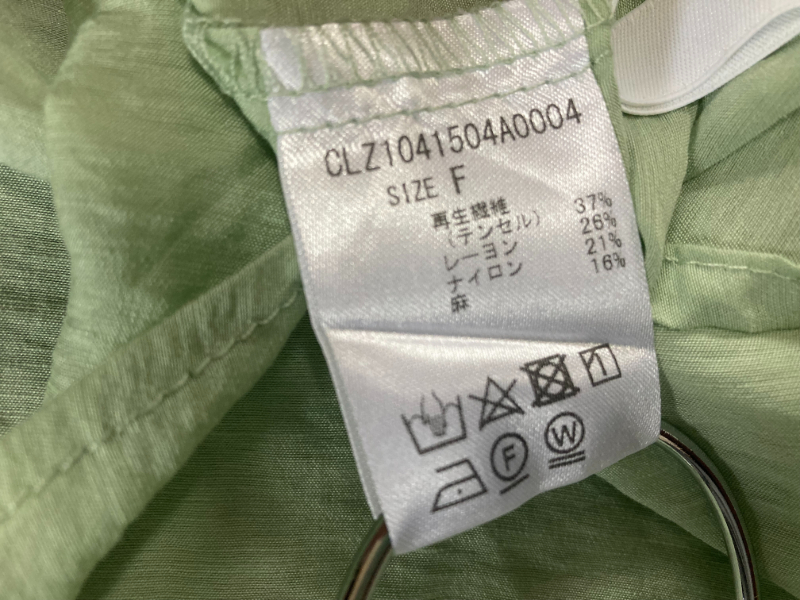 CLZ1041504A0004
SIZE F
再生繊維 37%
(テンセル)
レーヨン 26%
ナイロン 21%
麻 16%
F W